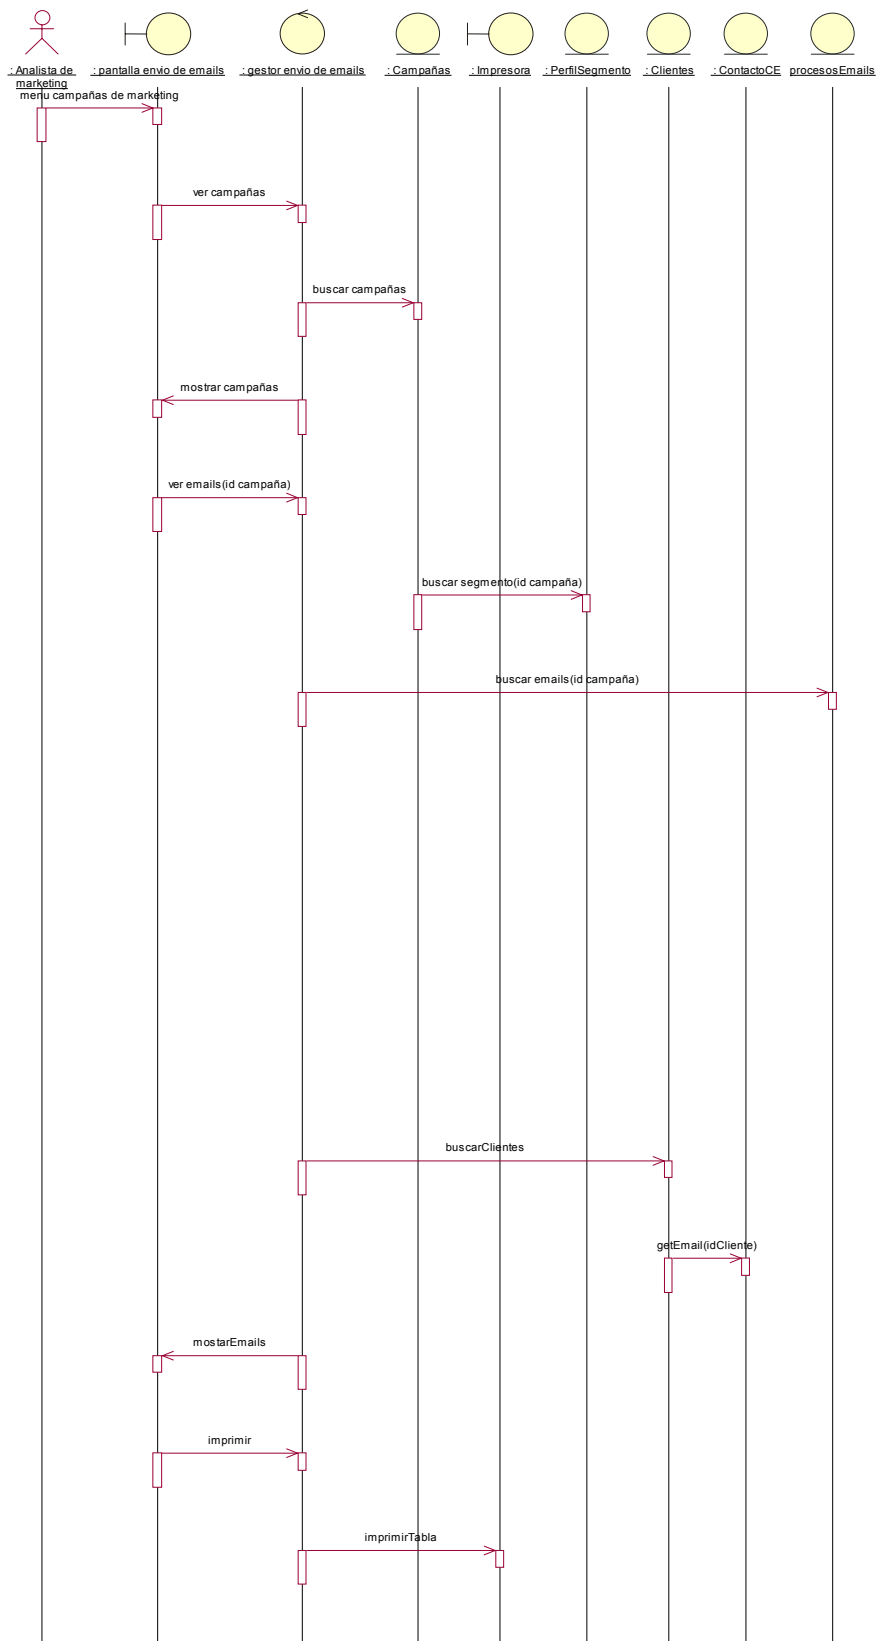 : Analista de
marketing
: pantalla envio de emails
: gestor envio de emails
: Campañas
: Impresora
: PerfilSegmento
: Clientes
: ContactoCE
procesosEmails
menu campañas de marketing
ver campañas
buscar campañas
mostrar campañas
ver emails(id campaña)
buscar segmento(id campaña)
buscar emails(id campaña)
buscarClientes
getEmail(idCliente)
mostarEmails
imprimir
imprimirTabla